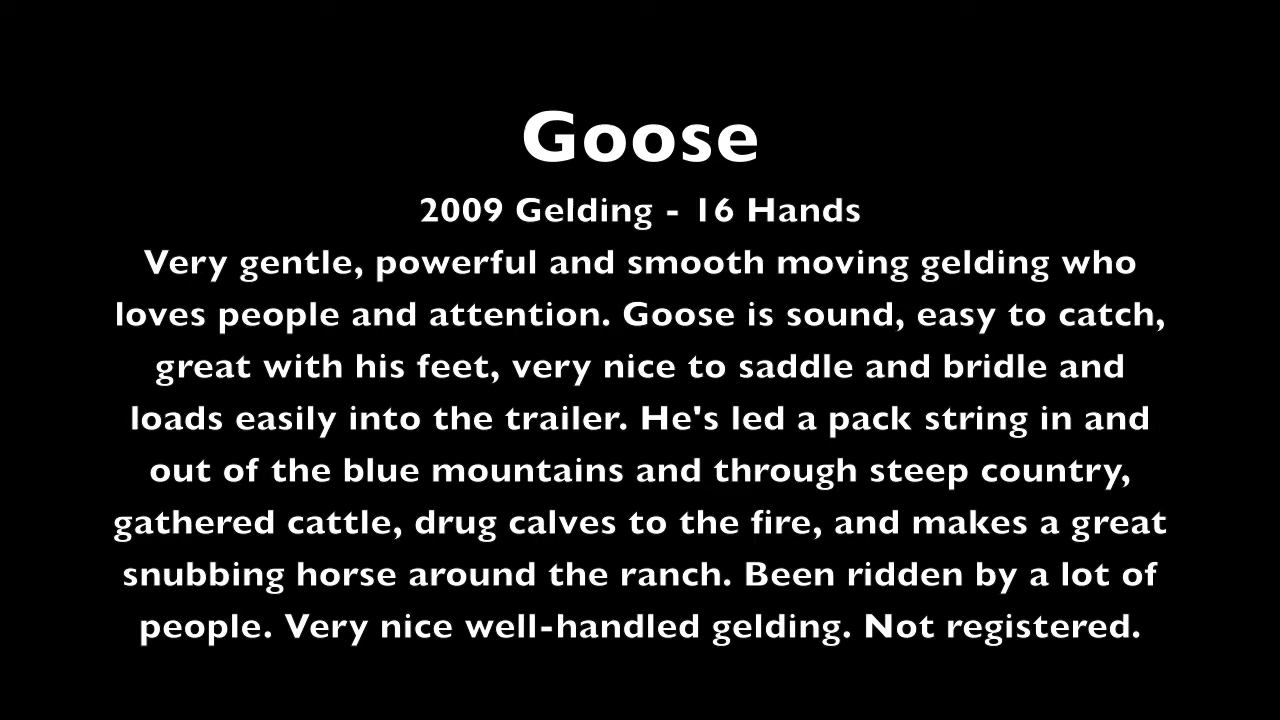 Goose
2009 Gelding - 16 Hands
Very gentle, powerful and smooth moving gelding who
loves people and attention. Goose is sound, easy to catch,
great with his feet, very nice to saddle and bridle and
loads easily into the trailer. He's led a pack string in and
out of the blue mountains and through steep country,
gathered cattle, drug calves to the fire, and makes a great
snubbing horse around the ranch. Been ridden by a lot of
people. Very nice well-handled gelding. Not registered.